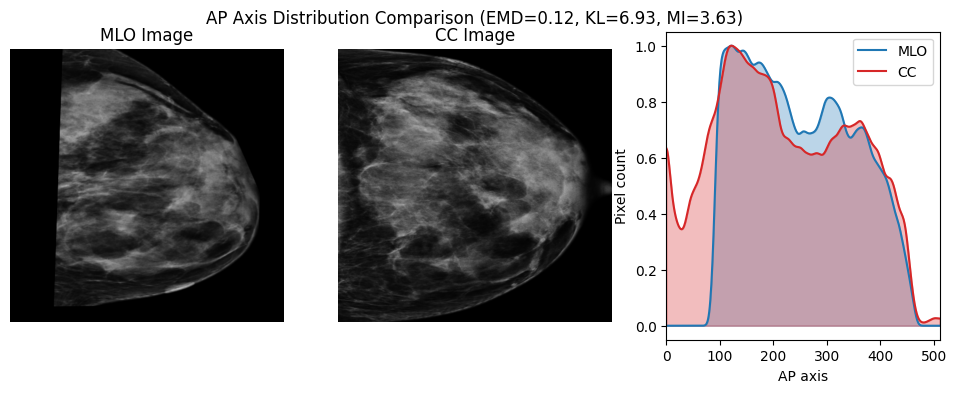 AP Axis Distribution Comparison (EMD=0.12, KL=6.93, MI=3.63)
MLO Image
CC Image
MLO
CC
Pixel count
1.0
0.8
0.6
0.4
0.2
0.0
0 100 200 300 400 500
AP axis